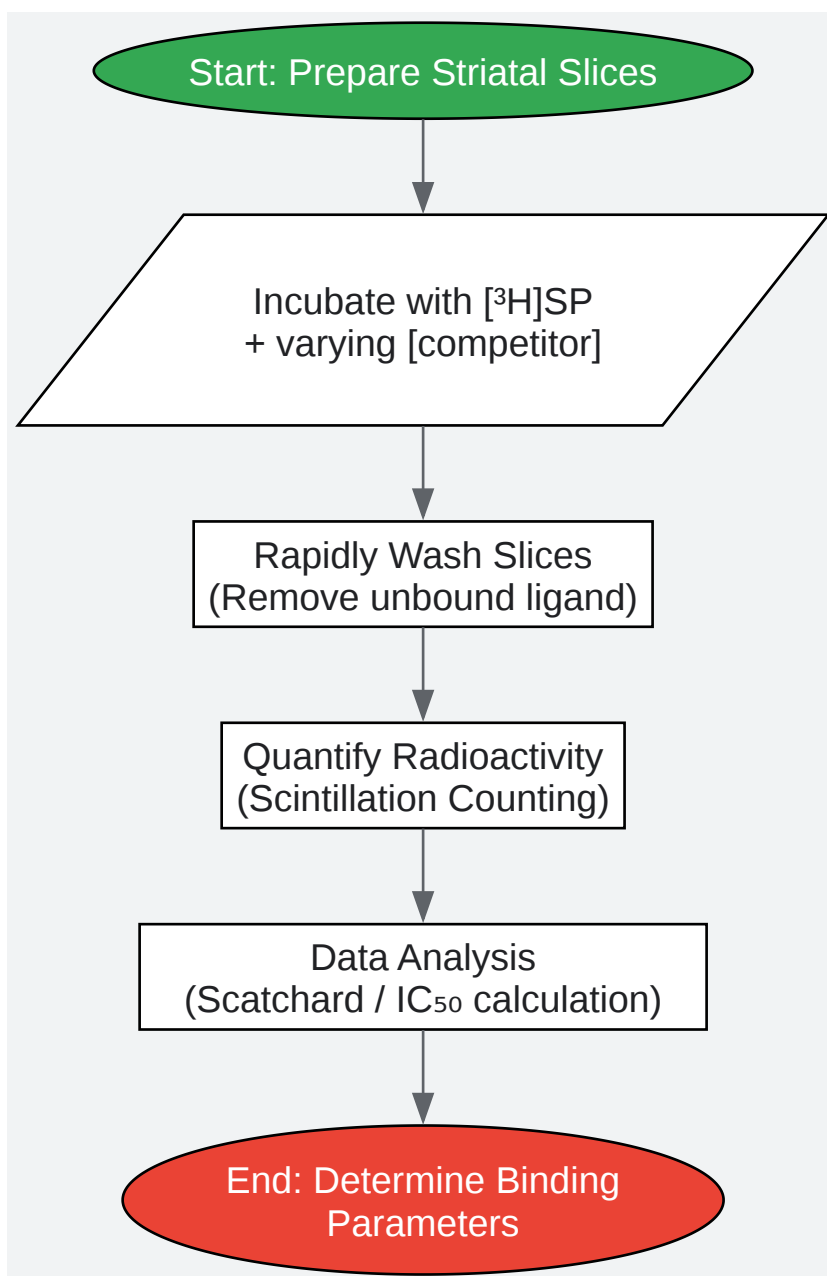 Start: Prepare Striatal Slices
Incubate with [³H]SP
+ varying [competitor]
Rapidly Wash Slices
(Remove unbound ligand)
Quantify Radioactivity
(Scintillation Counting)
Data Analysis
(Scatchard / IC₅₀ calculation)
End: Determine Binding
Parameters